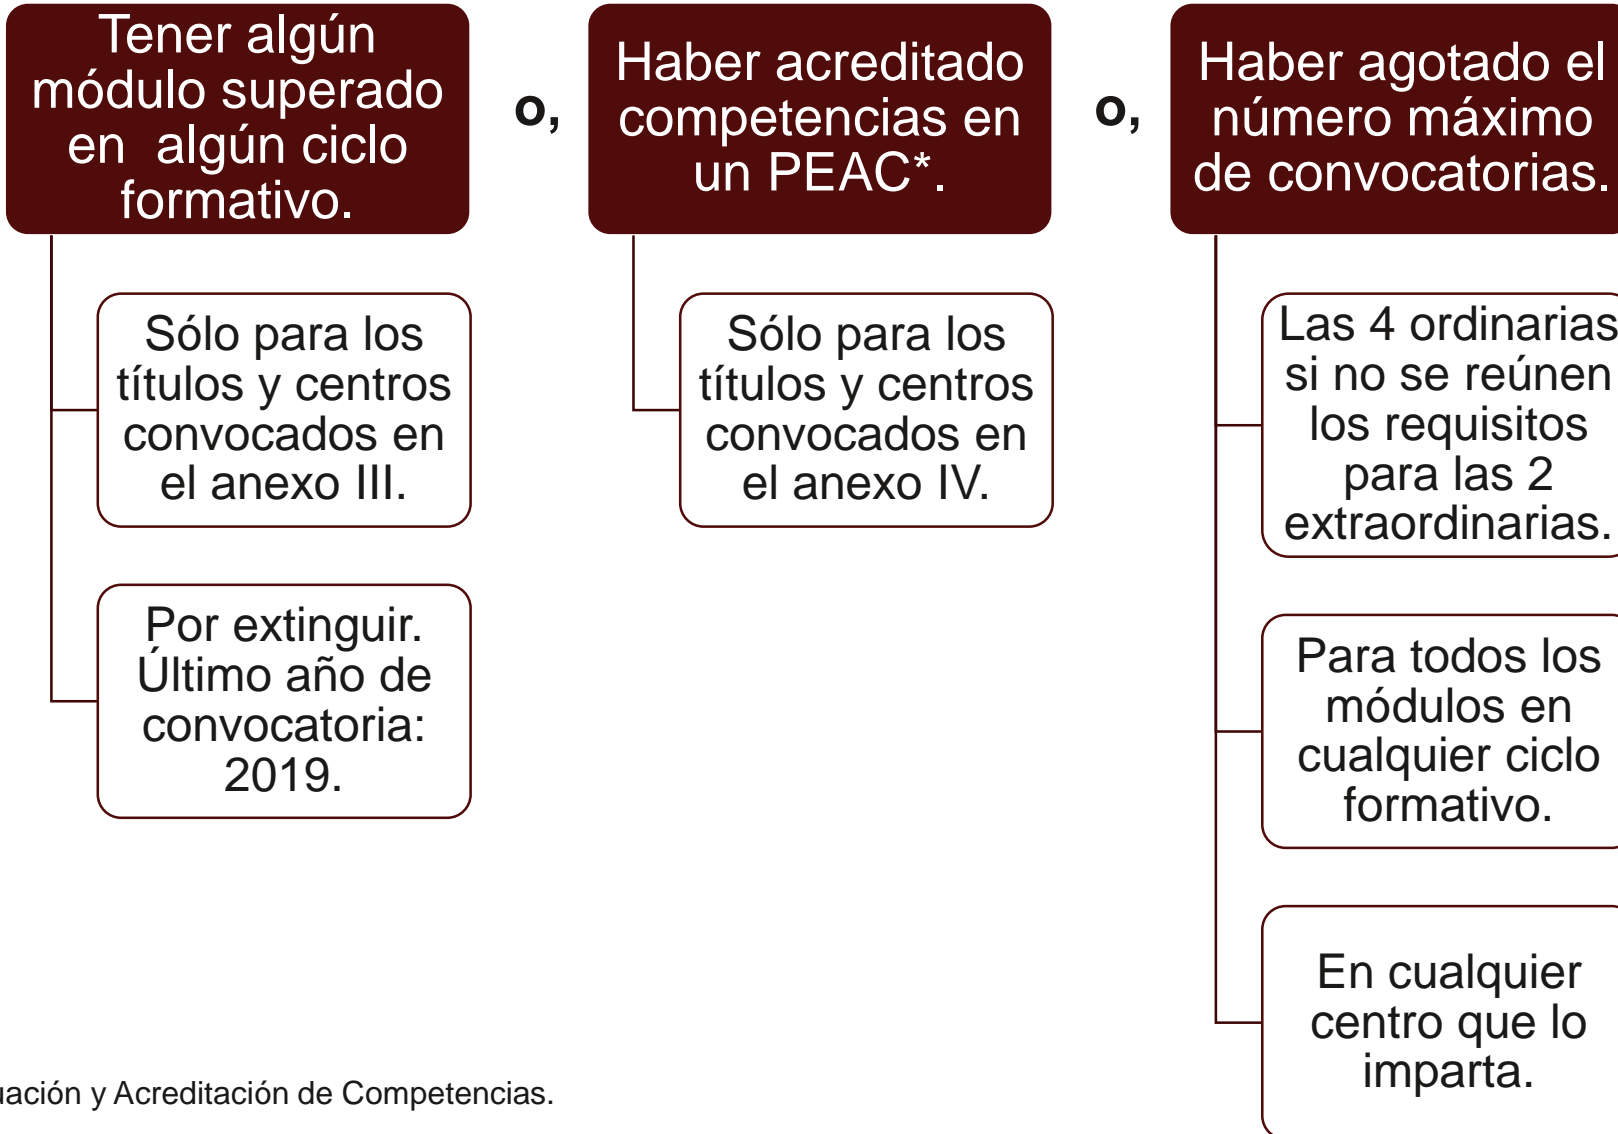 Tener algún
módulo superado
en algún ciclo
formativo.
o,
Haber acreditado
competencias en
un PEAC*.
o,
Haber agotado el
número máximo
de convocatorias.
Sólo para los
títulos y centros
convocados en
el anexo III.
Por extinguir.
Último año de
convocatoria:
2019.
Sólo para los
títulos y centros
convocados en
el anexo IV.
Las 4 ordinarias
si no se reúnen
los requisitos
para las 2
extraordinarias.
Para todos los
módulos en
cualquier ciclo
formativo.
En cualquier
centro que lo
imparta.
y Acreditación de Competencias.